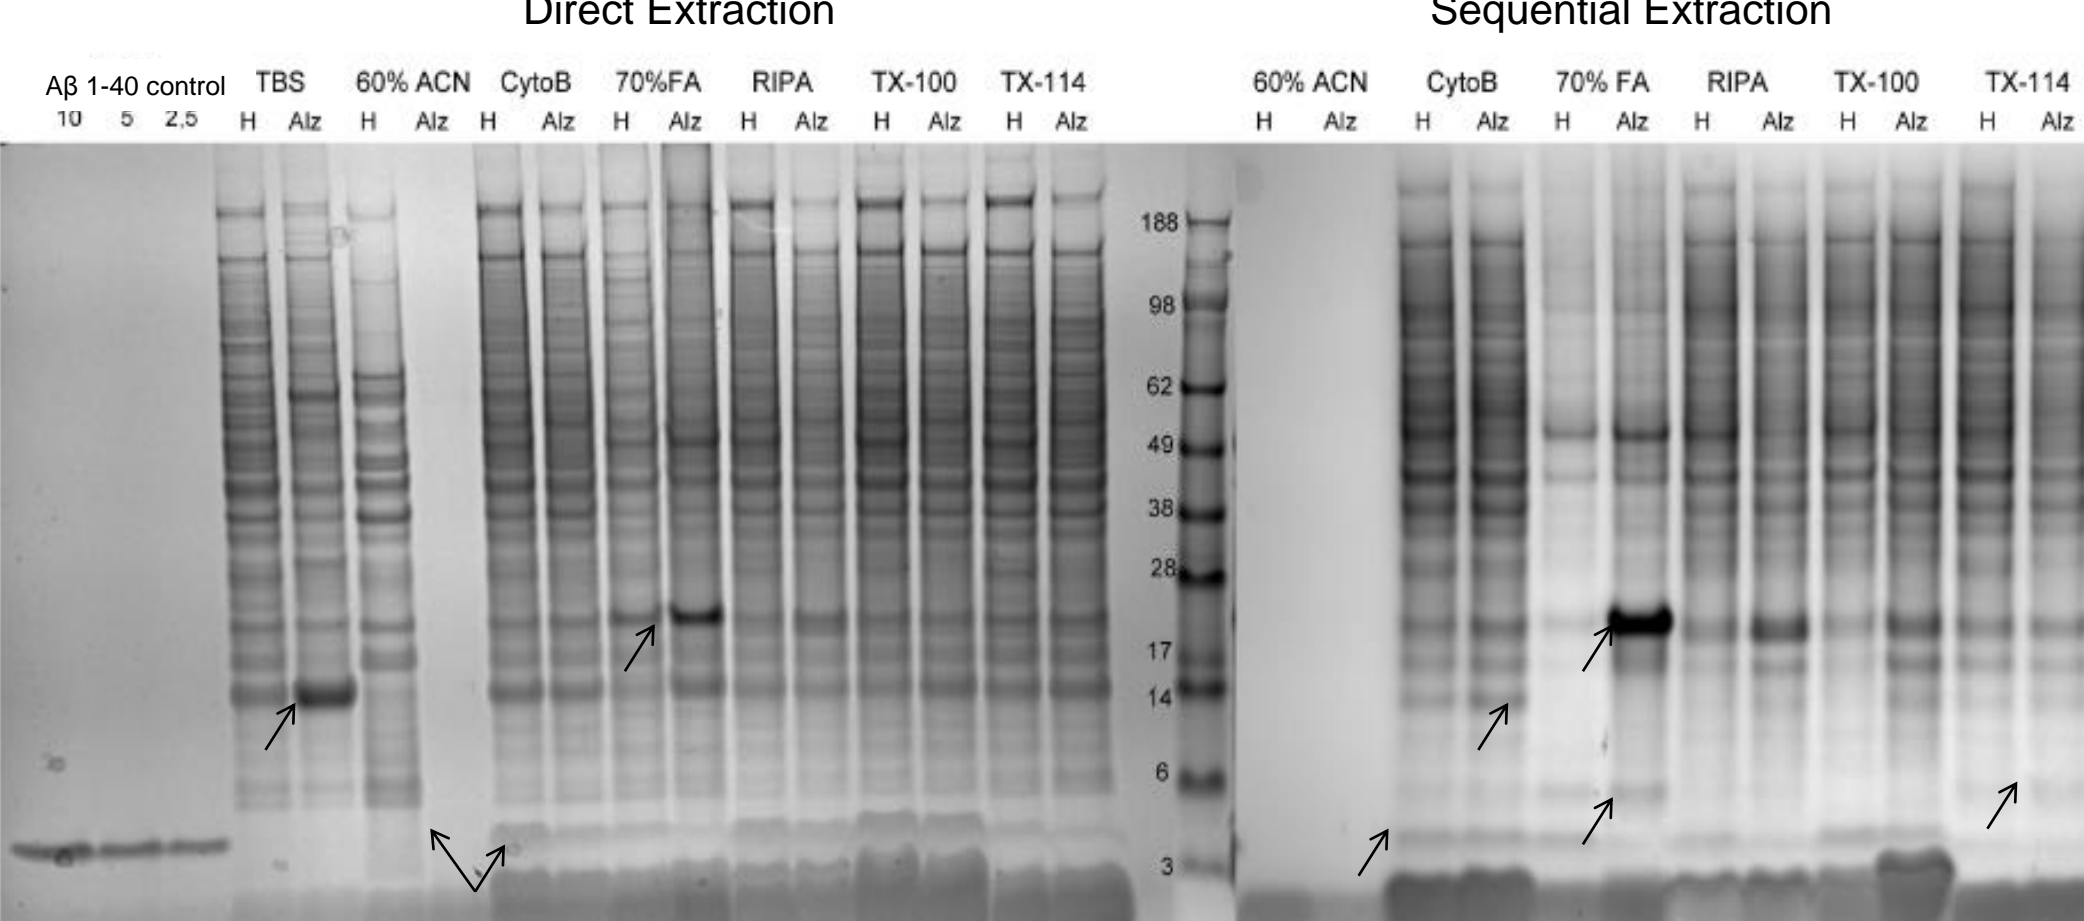 Direct Extraction
Sequential Extraction
Aβ 1-40 control TBS 60% ACN CytoB 70%FA RIPA TX-100 TX-114
60% ACN CytoB 70% FA RIPA TX-100 TX-114
10 5 2,5 H Alz H Alz H Alz H Alz H Alz H Alz H Alz
H Alz H Alz H Alz H Alz H Alz H Alz
188
98
62
49
38
28
17
14
6
3